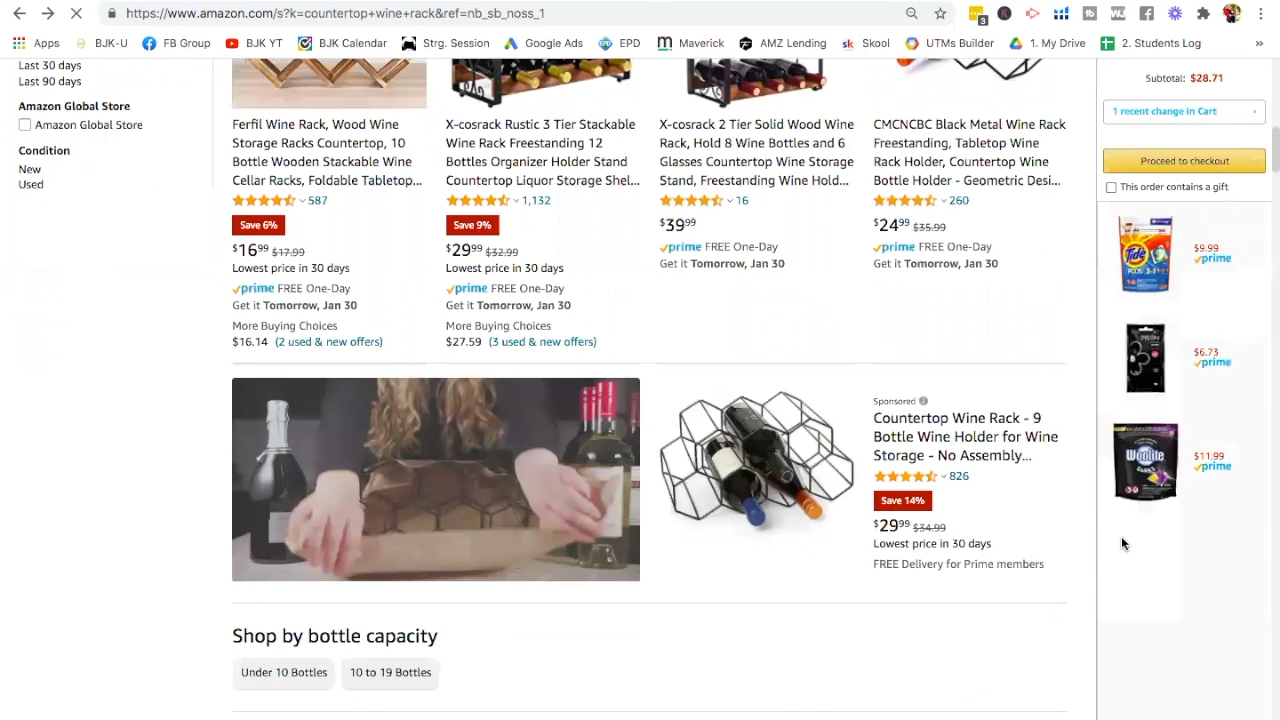 https://www.amazon.com/s?k=countertop+wine+rack&ref=nb_sb_noss_1
3
Apps
BJK-U
FB Group
BJK YT
BJK Calendar
Strg. Session
Google Ads
EPD
Maverick
AMZ Lending
Skool
UTMs Builder
1. My Drive
2. Students Log
»
Last 30 days
Last 90 days
Amazon Global Store
Amazon Global Store
Condition
New
Used
Ferfil Wine Rack, Wood Wine
Storage Racks Countertop, 10
Bottle Wooden Stackable Wine
Cellar Racks, Foldable Tabletop...
587
Save 6%
$16.99 $17.99
Lowest price in 30 days
prime FREE One-Day
Get it Tomorrow, Jan 30
More Buying Choices
$16.14 (2 used & new offers)
X-cosrack Rustic 3 Tier Stackable
Wine Rack Freestanding 12
Bottles Organizer Holder Stand
Countertop Liquor Storage Shel...
1,132
Save 9%
$29.99 $32.99
Lowest price in 30 days
prime FREE One-Day
Get it Tomorrow, Jan 30
More Buying Choices
$27.59 (3 used & new offers)
X-cosrack 2 Tier Solid Wood Wine
Rack, Hold 8 Wine Bottles and 6
Glasses Countertop Wine Storage
Stand, Freestanding Wine Hold...
16
$39.99
prime FREE One-Day
Get it Tomorrow, Jan 30
CMCNCBC Black Metal Wine Rack
Freestanding, Tabletop Wine
Rack Holder, Countertop Wine
Bottle Holder - Geometric Desi...
260
$24.99 $35.99
prime FREE One-Day
Get it Tomorrow, Jan 30
Sponsored
Countertop Wine Rack - 9
Bottle Wine Holder for Wine
Storage - No Assembly...
826
Save 14%
$29.99 $34.99
Lowest price in 30 days
FREE Delivery for Prime members
Shop by bottle capacity
Under 10 Bottles
10 to 19 Bottles
Subtotal: $28.71
1 recent change in Cart
Proceed to checkout
This order contains a gift
Tide
$9.99
prime
$6.73
prime
Woolite
$11.99
prime